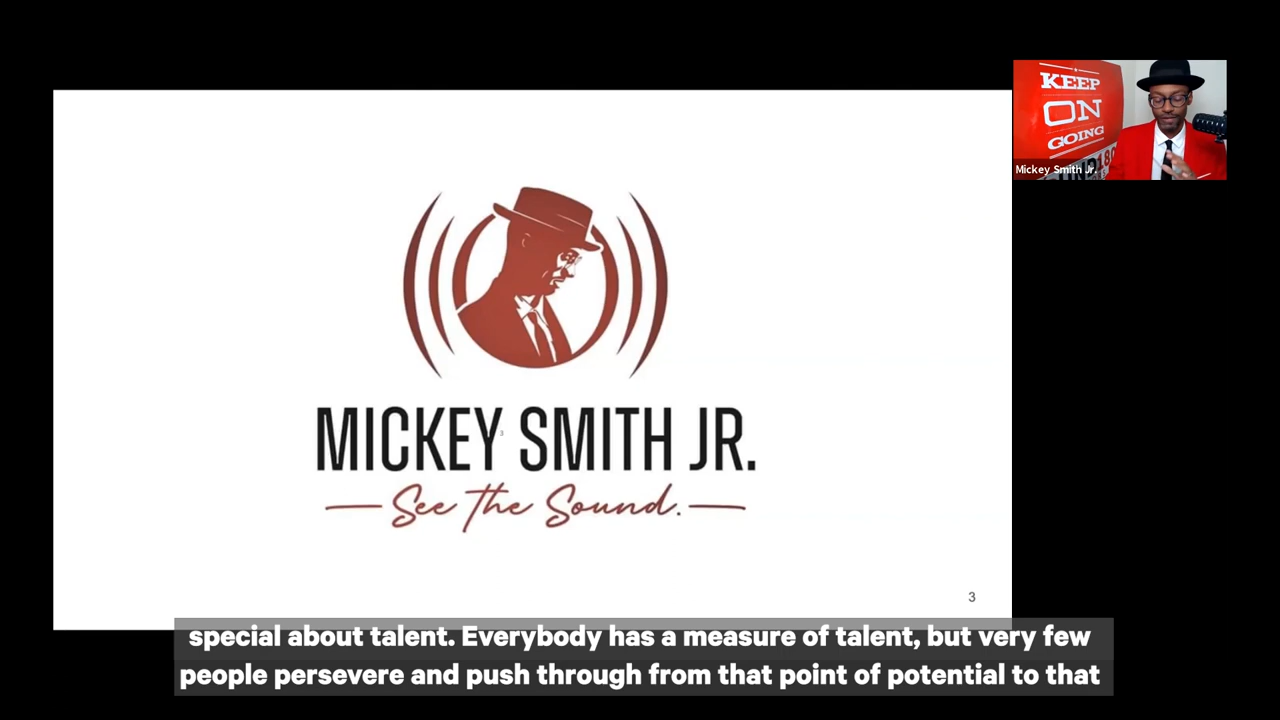 KEEP
ON
GOING
Mickey Smith Jr.
MICKEY SMITH JR.
See The Sound.
3
special about talent. Everybody has a measure of talent, but very few
people persevere and push through from that point of potential to that